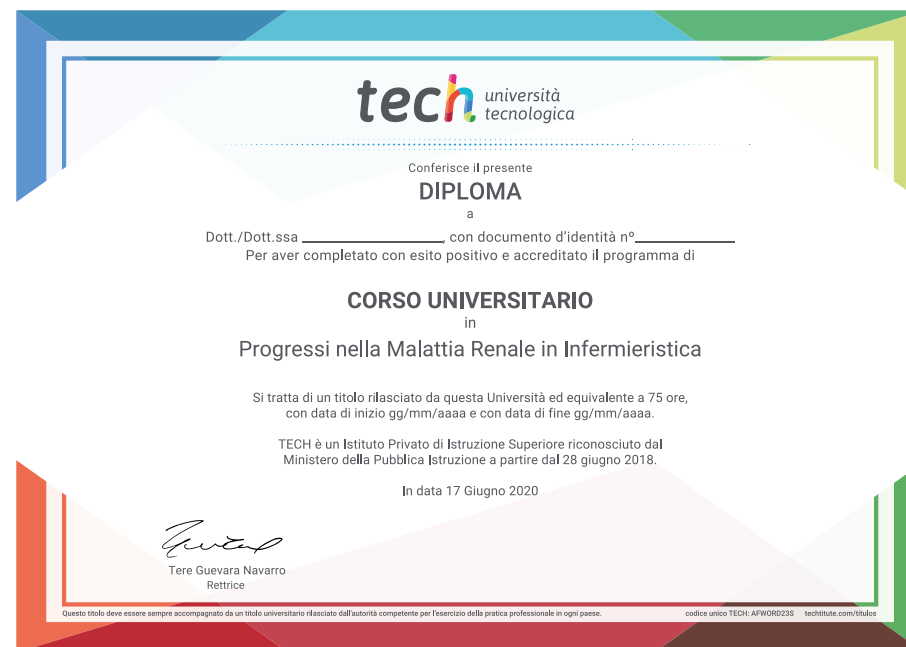 tech università
tecnologica
Conferisce il presente
DIPLOMA
a
Dott./Dott.ssa ____________________, con documento d'identità nº______________
Per aver completato con esito positivo e accreditato il programma di
CORSO UNIVERSITARIO
in
Progressi nella Malattia Renale in Infermieristica
Si tratta di un titolo rilasciato da questa Università ed equivalente a 75 ore,
con data di inizio gg/mm/aaaa e con data di fine gg/mm/aaaa.
TECH è un Istituto Privato di Istruzione Superiore riconosciuto dal
Ministero della Pubblica Istruzione a partire dal 28 giugno 2018.
In data 17 Giugno 2020
Tere Guevara Navarro
Rettrice
Questo titolo deve essere sempre accompagnato da un titolo universitario rilasciato dall'autorità competente per l'esercizio della pratica professionale in ogni paese. codice unico TECH: AFWORD23S techtitute.com/titulos